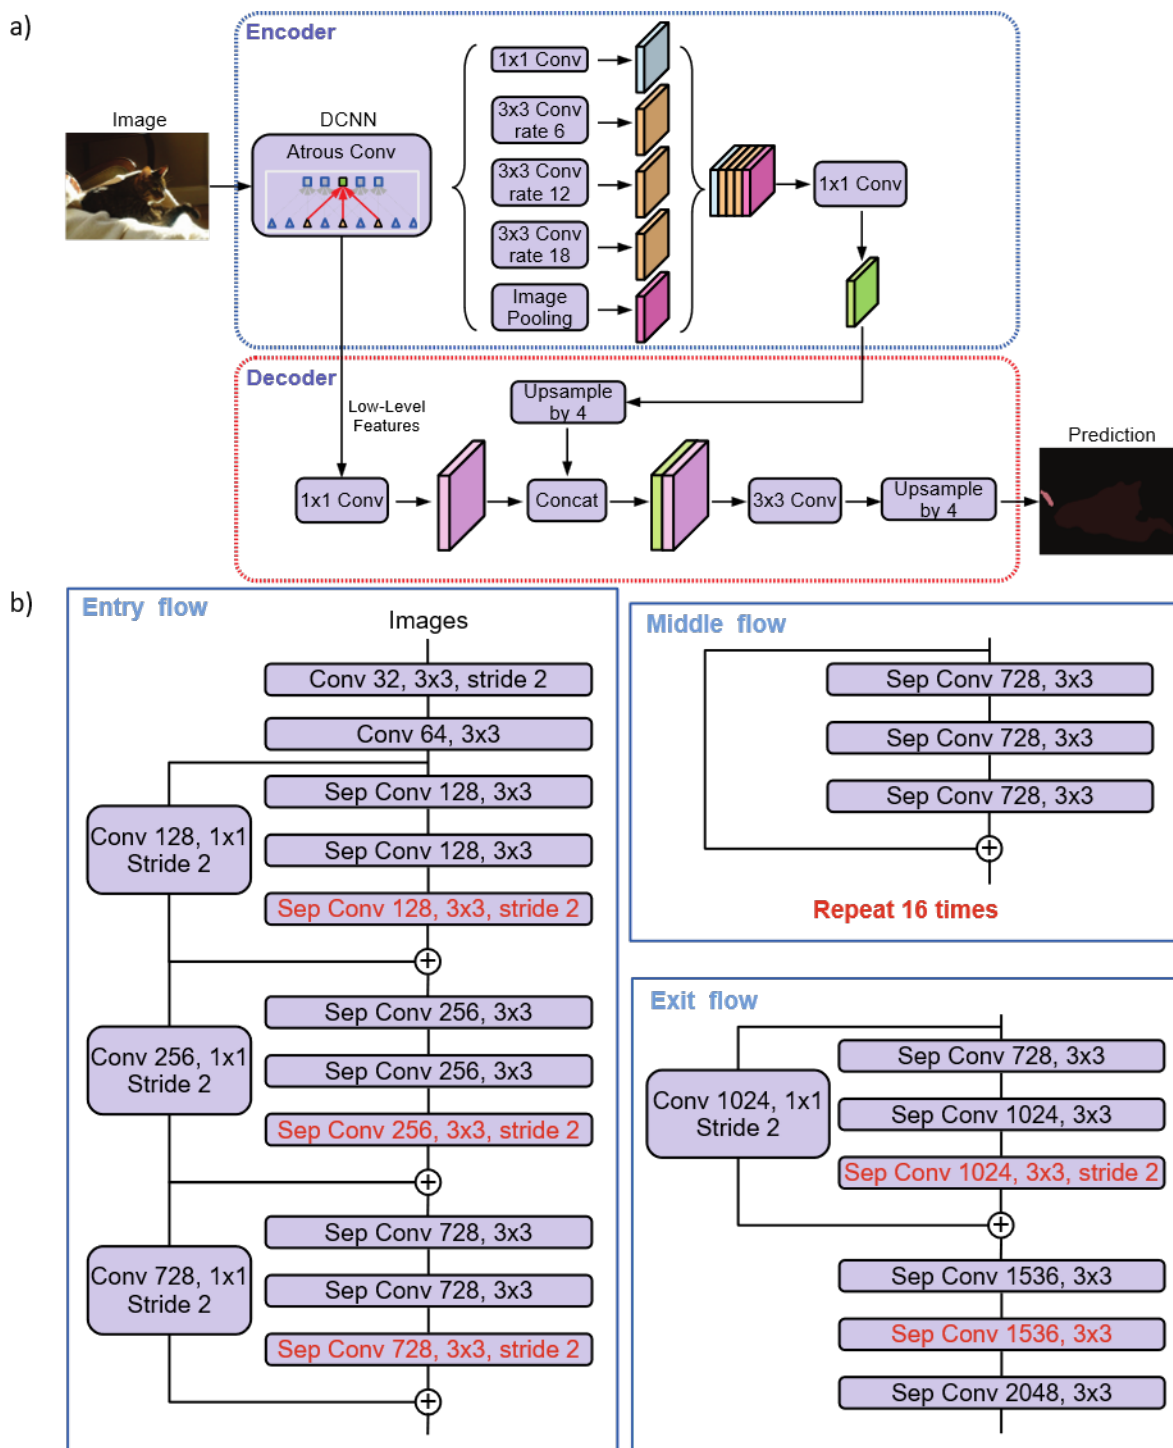 a)
Encoder
Image
DCNN
Atrous Conv
1x1 Conv
3x3 Conv
rate 6
3x3 Conv
rate 12
3x3 Conv
rate 18
Image
Pooling
1x1 Conv
Decoder
Low-Level
Features
Upsample
by 4
1x1 Conv
Concat
3x3 Conv
Upsample
by 4
Prediction
b)
Entry flow
Images
Conv 32, 3x3, stride 2
Conv 64, 3x3
Sep Conv 128, 3x3
Conv 128, 1x1
Stride 2
Sep Conv 128, 3x3
Sep Conv 128, 3x3, stride 2
Sep Conv 256, 3x3
Conv 256, 1x1
Stride 2
Sep Conv 256, 3x3
Sep Conv 256, 3x3, stride 2
Sep Conv 728, 3x3
Conv 728, 1x1
Stride 2
Sep Conv 728, 3x3
Sep Conv 728, 3x3, stride 2
Middle flow
Sep Conv 728, 3x3
Sep Conv 728, 3x3
Sep Conv 728, 3x3
Repeat 16 times
Exit flow
Sep Conv 728, 3x3
Conv 1024, 1x1
Stride 2
Sep Conv 1024, 3x3
Sep Conv 1024, 3x3, stride 2
Sep Conv 1536, 3x3
Sep Conv 1536, 3x3
Sep Conv 2048, 3x3